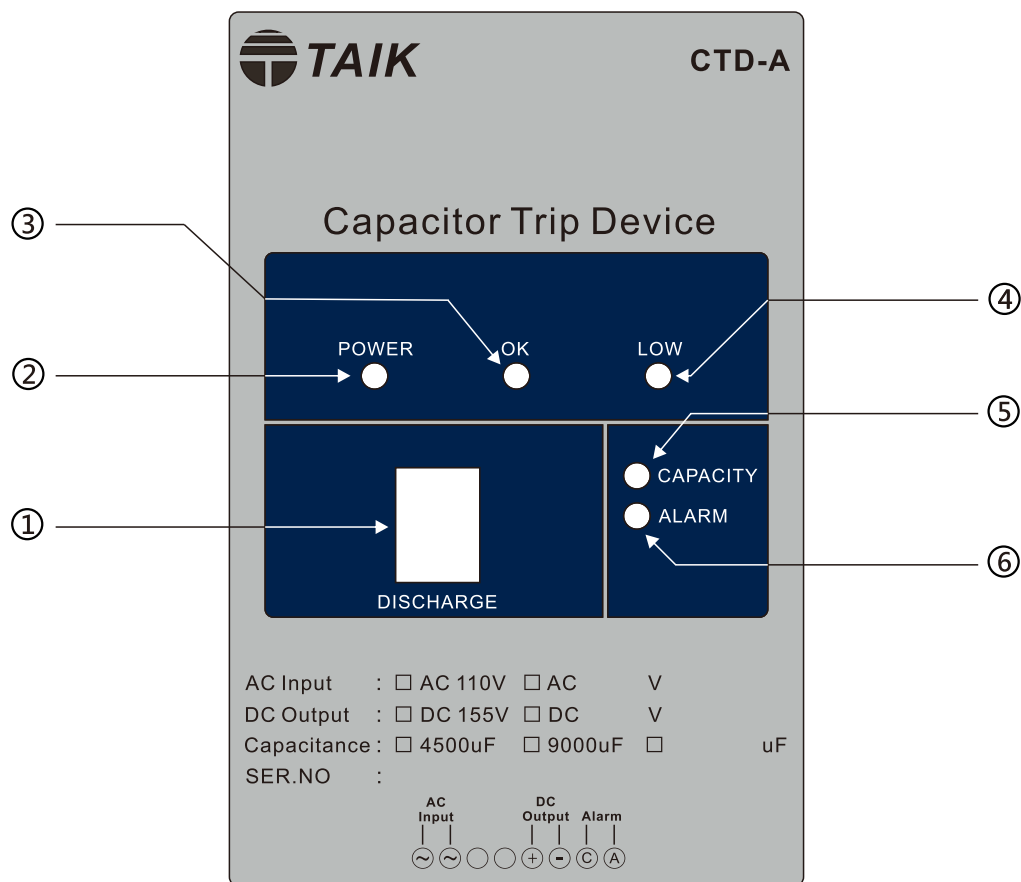 TAIK CTD-A
Capacitor Trip Device
③
④
POWER OK LOW
②
⑤
CAPACITY
ALARM
①
⑥
DISCHARGE
AC Input : □ AC 110V □ AC V
DC Output : □ DC 155V □ DC V
Capacitance : □ 4500uF □ 9000uF □ uF
SER.NO :
AC DC
Input Output Alarm
~ ~ + - C A